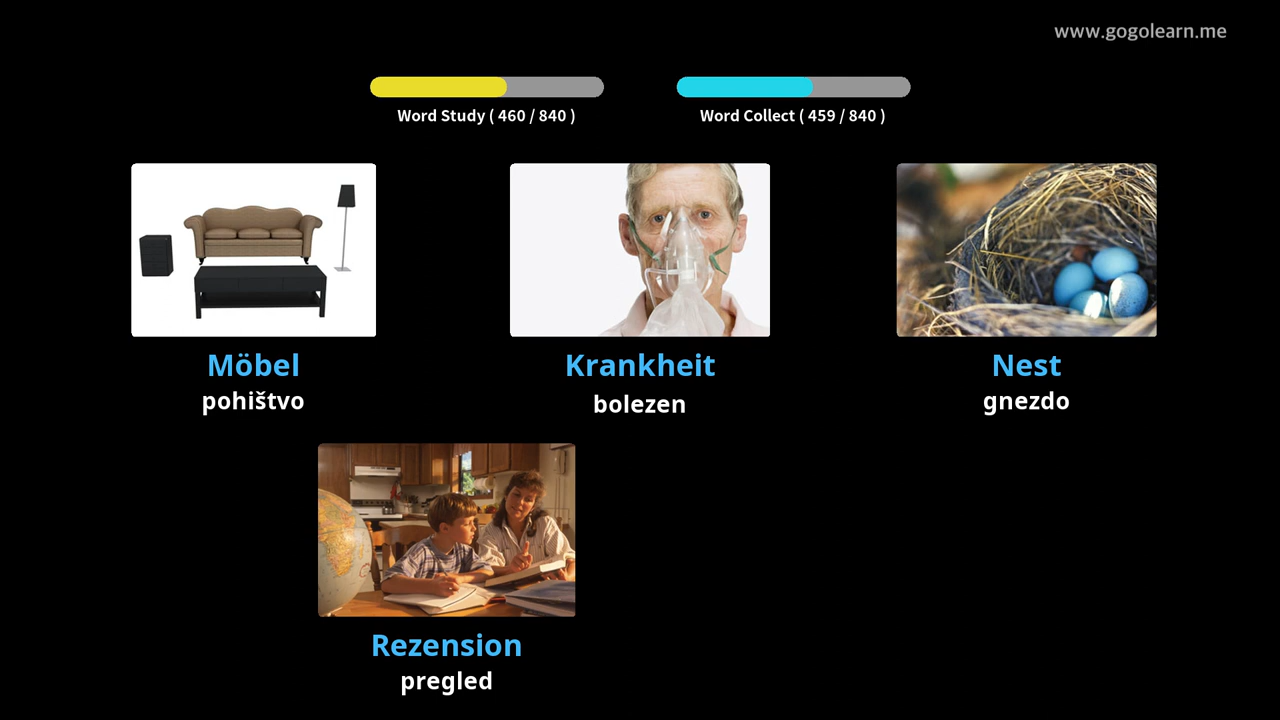 www.gogolearn.me
Word Study ( 460 / 840 )
Word Collect ( 459 / 840 )
Möbel
pohištvo
Krankheit
bolezen
Nest
gnezdo
Rezension
pregled